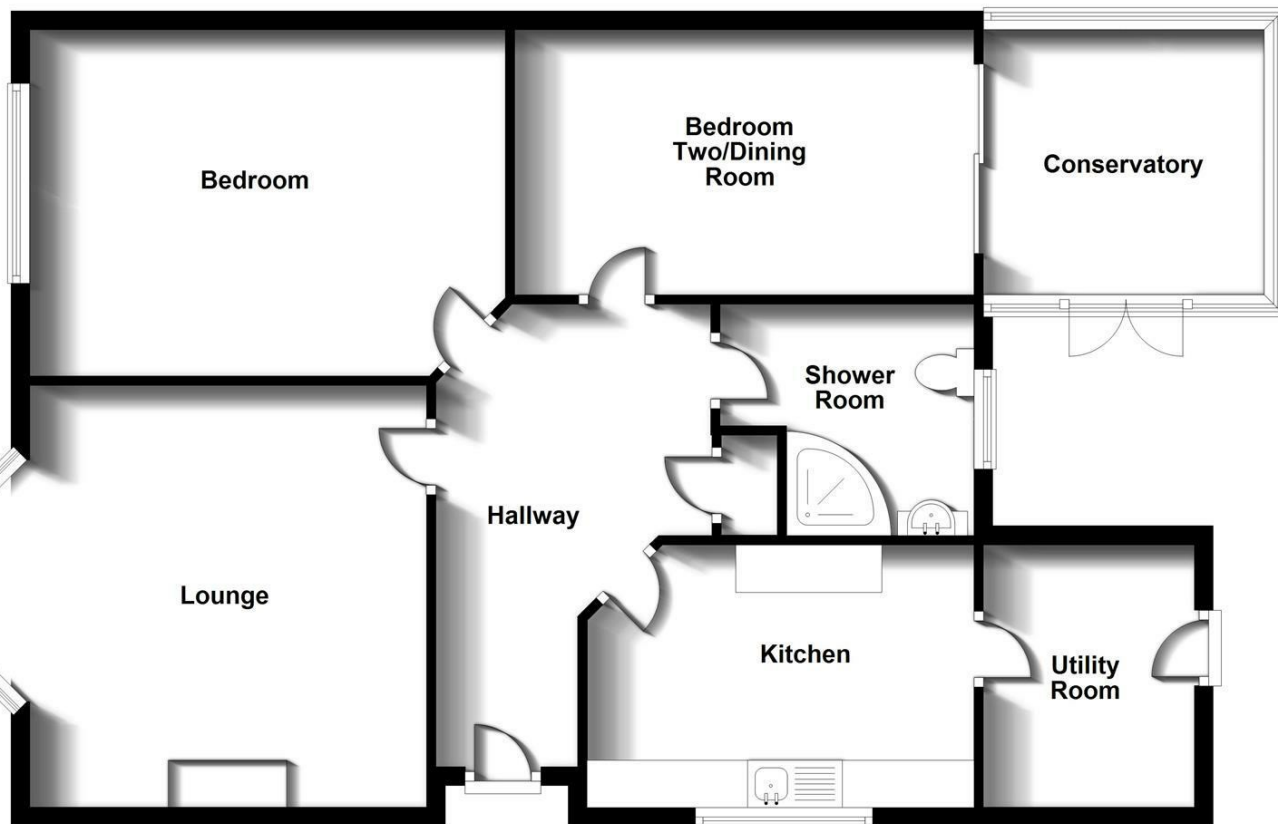 Bedroom
Bedroom
Two/Dining
Room
Conservatory
Shower
Room
Hallway
Lounge
Kitchen
Utility
Room